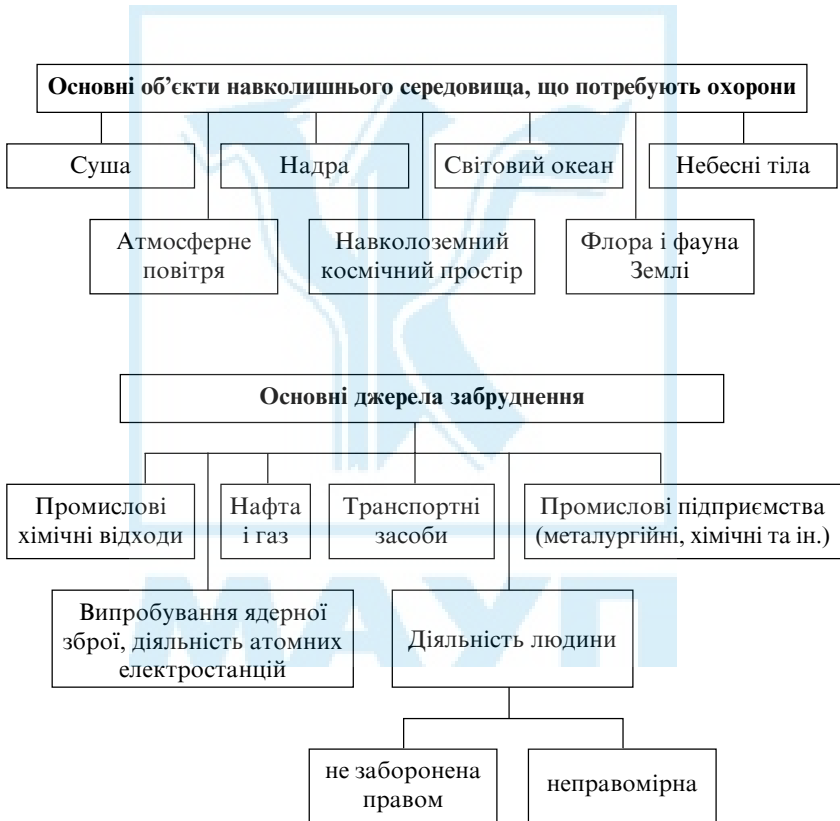 Основні об’єкти навколишнього середовища, що потребують охорони
Суша
Надра
Світовий океан
Небесні тіла
Атмосферне
повітря
Навколоземний
космічний простір
Флора і фауна
Землі
Основні джерела забруднення
Промислові
хімічні відходи
Нафта
і газ
Транспортні
засоби
Промислові підприємства
(металургійні, хімічні та ін.)
Випробування ядерної
зброї, діяльність атомних
електростанцій
Діяльність людини
не заборонена
правом
неправомірна
МАУП